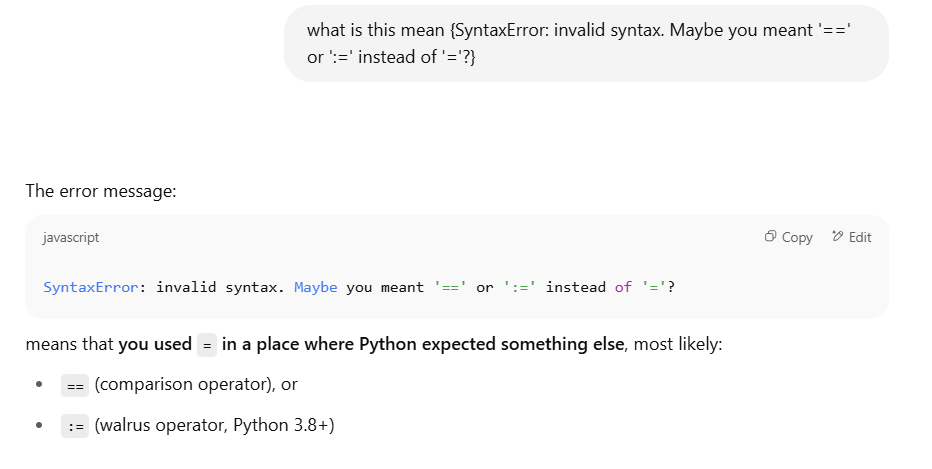 what is this mean {SyntaxError: invalid syntax. Maybe you meant '=='
or ':=' instead of '='?}
The error message:
javascript Copy Edit
SyntaxError: invalid syntax. Maybe you meant '==' or ':=' instead of '='?
means that you used = in a place where Python expected something else, most likely:
• == (comparison operator), or
• := (walrus operator, Python 3.8+)